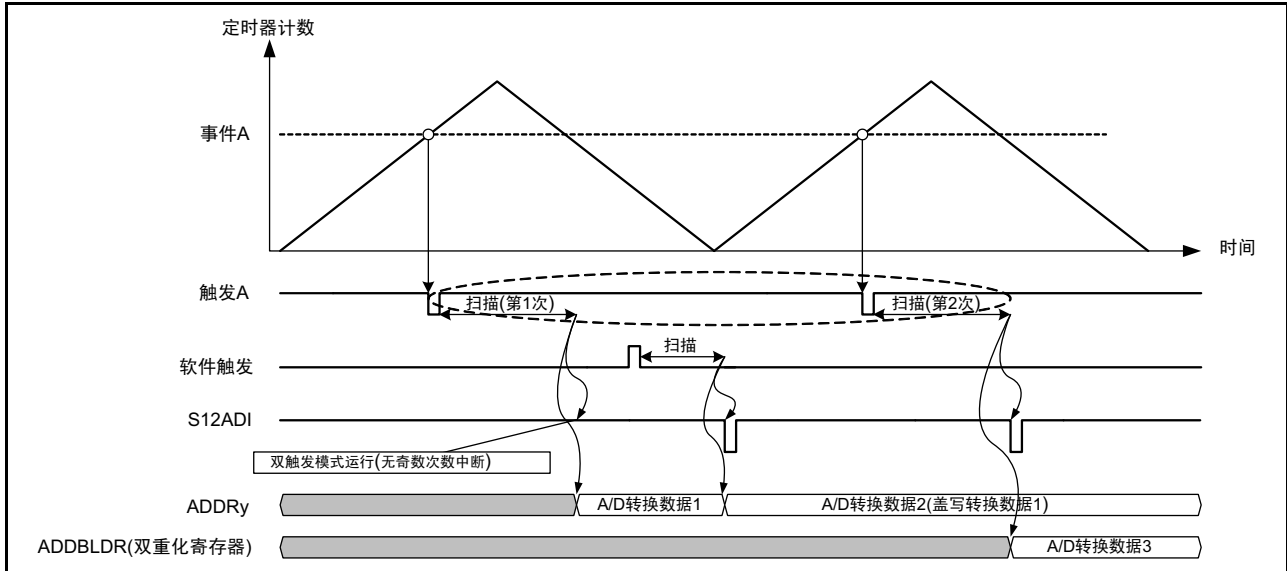 定时器计数
事件A
时间
触发A
扫描(第1次)
扫描(第2次)
软件触发
扫描
S12ADI
双触发模式运行(无奇数次数中断)
ADDRy
A/D转换数据1
A/D转换数据2(盖写转换数据1)
ADDBLDR(双重化寄存器)
A/D转换数据3